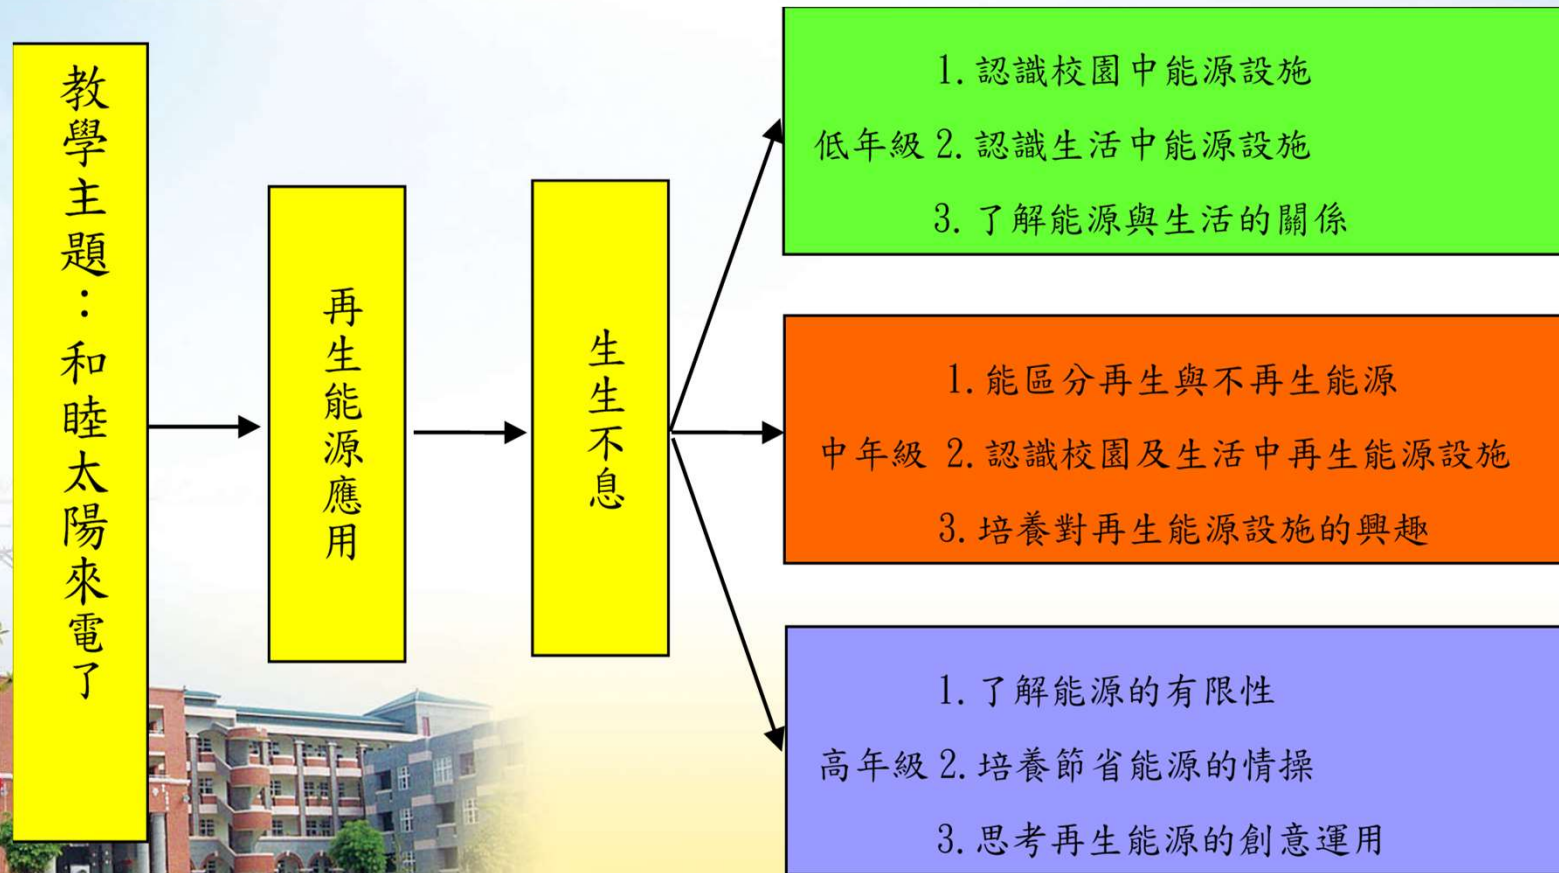 教學主題：和睦太陽來電了
再生能源應用
生生不息
1.認識校園中能源設施
低年級 2.認識生活中能源設施
3.了解能源與生活的關係
1.能區分再生與不再生能源
中年級 2.認識校園及生活中再生能源設施
3.培養對再生能源設施的興趣
1.了解能源的有限性
高年級 2.培養節省能源的情操
3.思考再生能源的創意運用